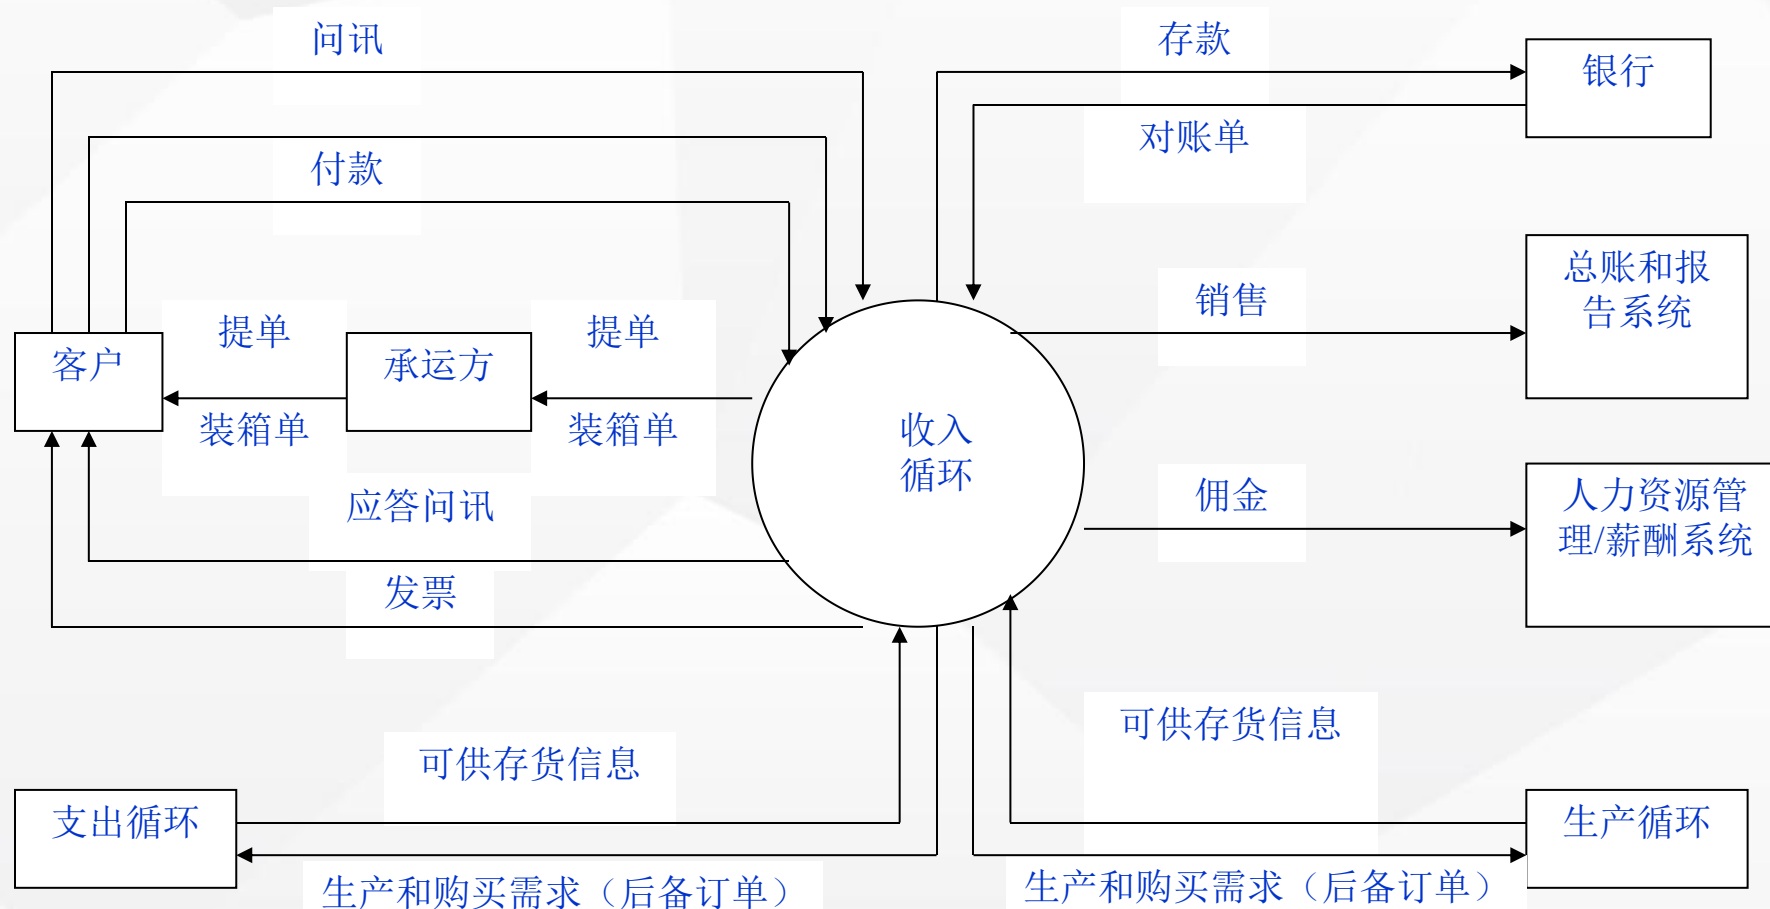 问讯
存款
银行
对账单
付款
总账和报
告系统
销售
提单
提单
客户
承运方
装箱单
装箱单
收入
循环
佣金
人力资源管
理/薪酬系统
应答问讯
发票
可供存货信息
可供存货信息
支出循环
生产循环
生产和购买需求（后备订单）
生产和购买需求（后备订单）